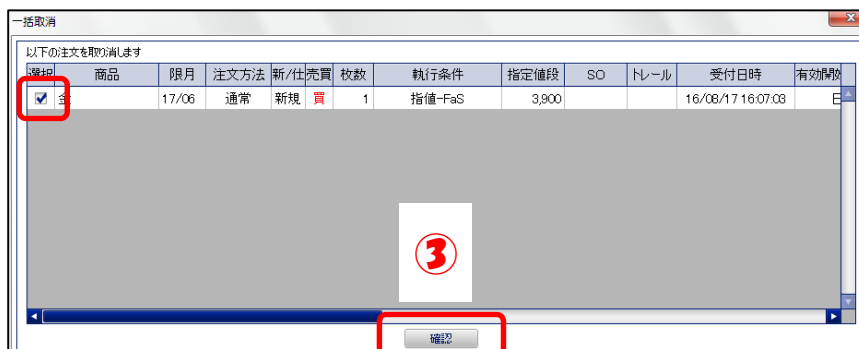 一括取消
以下の注文を取り消します
選択 商品 限月 注文方法 新/仕 売買 枚数 執行条件 指定値段 SO トレール 受付日時 有効期
金 17/06 通常 新規 買 1 指値-FaS 3,900 16/08/17 16:07:03 日
③
確認